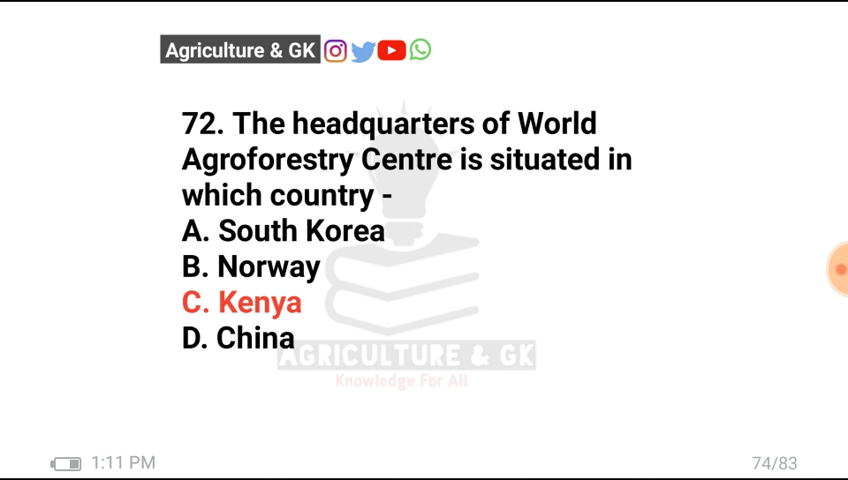 Agriculture & GK
72. The headquarters of World
Agroforestry Centre is situated in
which country -
A. South Korea
B. Norway
C. Kenya
D. China
AGRICULTURE & GK
Knowledge For All
1:11 PM
74/83